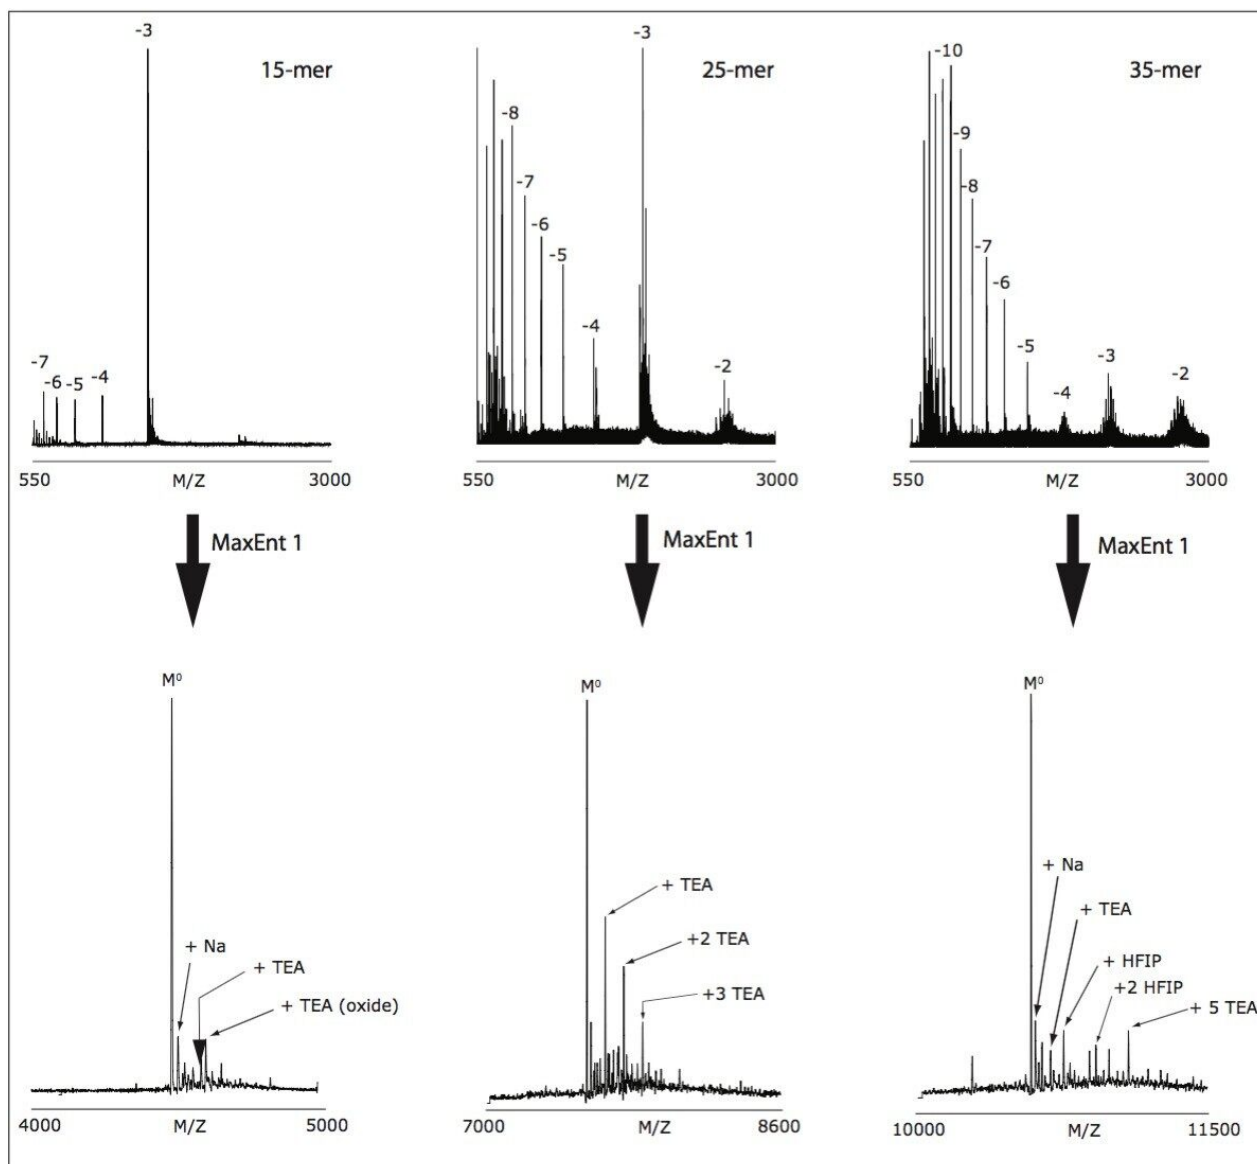 -3
15-mer
-7
-6
-5
-4
550
M/Z
3000
-3
25-mer
-8
-7
-6
-5
-4
-2
550
M/Z
3000
-10
35-mer
-9
-8
-7
-6
-5
-4
-3
-2
550
M/Z
3000
MaxEnt 1
MaxEnt 1
MaxEnt 1
M⁰
+ Na
+ TEA
+ TEA (oxide)
4000
M/Z
5000
M⁰
+ TEA
+2 TEA
+3 TEA
7000
M/Z
8600
M⁰
+ Na
+ TEA
+ HFIP
+2 HFIP
+ 5 TEA
10000
M/Z
11500